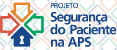 PROJETO
Segurança
do Paciente
na APS